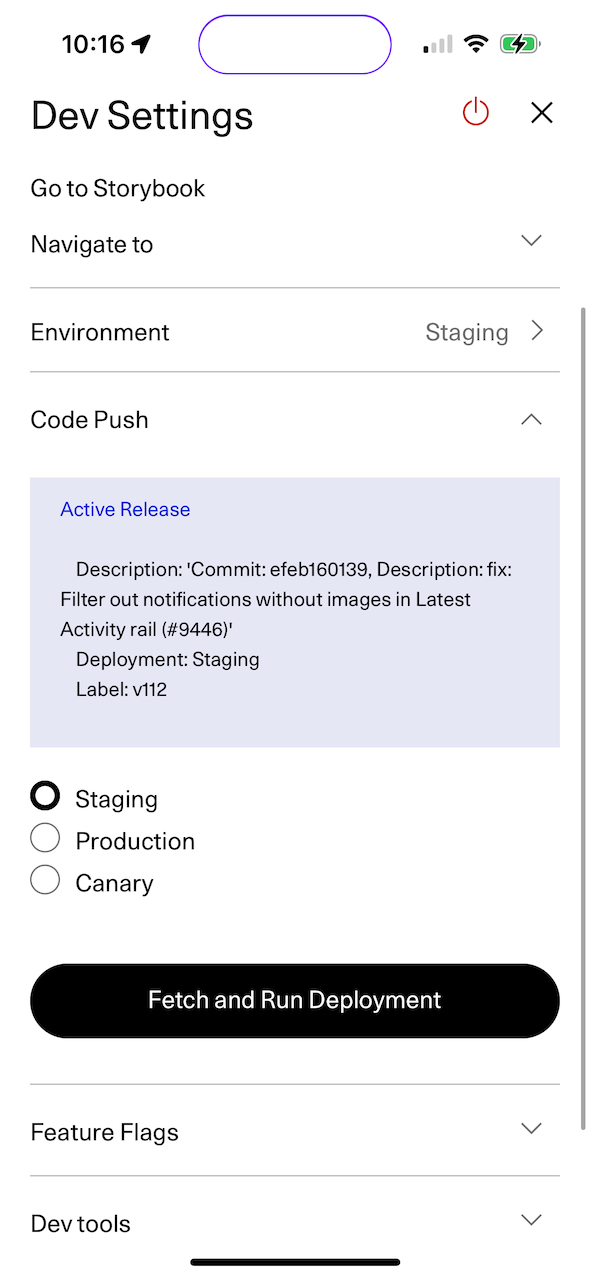 10:16
Dev Settings
Go to Storybook
Navigate to
Environment Staging
Code Push
Active Release
Description: 'Commit: efeb160139, Description: fix:
Filter out notifications without images in Latest
Activity rail (#9446)'
Deployment: Staging
Label: v112
Staging
Production
Canary
Fetch and Run Deployment
Feature Flags
Dev tools